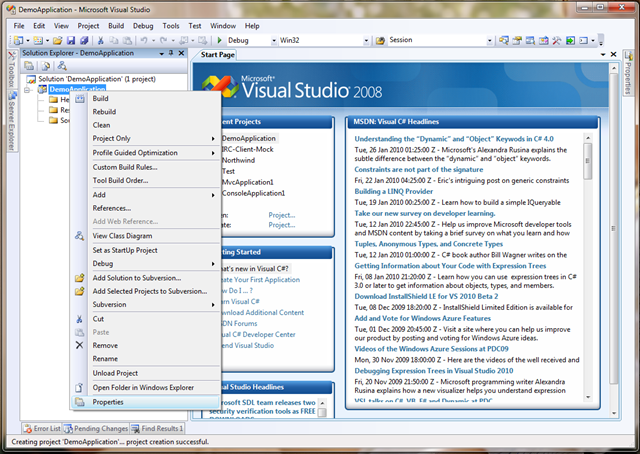 DemoApplication - Microsoft Visual Studio
File Edit View Project Build Debug Tools Test Window Help
Debug Win32 Session
Solution Explorer - DemoApplication
Start Page
Toolbox
Server Explorer
Properties
Solution 'DemoApplication' (1 project)
DemoApplication
He
Res
Sou
Build
Rebuild
Clean
Project Only
Profile Guided Optimization
Custom Build Rules...
Tool Build Order...
Add
References...
Add Web Reference...
View Class Diagram
Set as StartUp Project
Debug
Add Solution to Subversion...
Add Selected Projects to Subversion...
Subversion
Cut
Paste
Remove
Rename
Unload Project
Open Folder in Windows Explorer
Properties
Microsoft®
Visual Studio 2008
ent Projects
DemoApplication
IRC-Client-Mock
Northwind
Test
MvcApplication1
ConsoleApplication1
Project...
Project...
ting Started
at's new in Visual C#?
ate Your First Application
w Do I ... ?
rn Visual C#
wnload Additional Content
DN Forums
ual C# Developer Center
end Visual Studio
ual Studio Headlines
rosoft SDL team releases two
security verification tools as FREE
DOWNLOADS
MSDN: Visual C# Headlines
Understanding the "Dynamic" and "Object" Keywods in C# 4.0
Tue, 26 Jan 2010 01:25:00 Z - Microsoft's Alexandra Rusina explains the
subtle difference between the "dynamic" and "object" keywords.
Constraints are not part of the signature
Fri, 22 Jan 2010 04:25:00 Z - Eric's intriguing post on generic constraints
Building a LINQ Provider
Tue, 19 Jan 2010 00:25:00 Z - Learn how to build a simple IQueryable
Take our new survey on developer learning.
Tue, 12 Jan 2010 22:45:00 Z - Help us improve Microsoft developer tools
and MSDN content by taking a brief survey on what you learn and how
Tuples, Anonymous Types, and Concrete Types
Tue, 12 Jan 2010 01:00:00 Z - C# book author Bill Wagner writes on the
Getting Information about Your Code with Expression Trees
Fri, 08 Jan 2010 21:20:00 Z - Learn how you can use expression trees in C#
3.0 or later to get information about objects, types, and members.
Download InstallShield LE for VS 2010 Beta 2
Tue, 08 Dec 2009 18:20:00 Z - InstallShield Limited Edition is available for
Add and Vote for Windows Azure Features
Tue, 01 Dec 2009 20:45:00 Z - Visit a site where you can help us improve
our product by posting and voting for Windows Azure ideas.
Videos of the Windows Azure Sessions at PDC09
Mon, 30 Nov 2009 18:00:00 Z - Here are the videos of the well received and
Debugging Expression Trees in Visual Studio 2010
Fri, 20 Nov 2009 21:50:00 Z - Microsoft programming writer Alexandra
Rusina explains how a new visualizer helps you understand expression
VSL talks on C#, VB, F# and Dynamic at PDC
Error List Pending Changes Find Results 1
Creating project 'DemoApplication'... project creation successful.